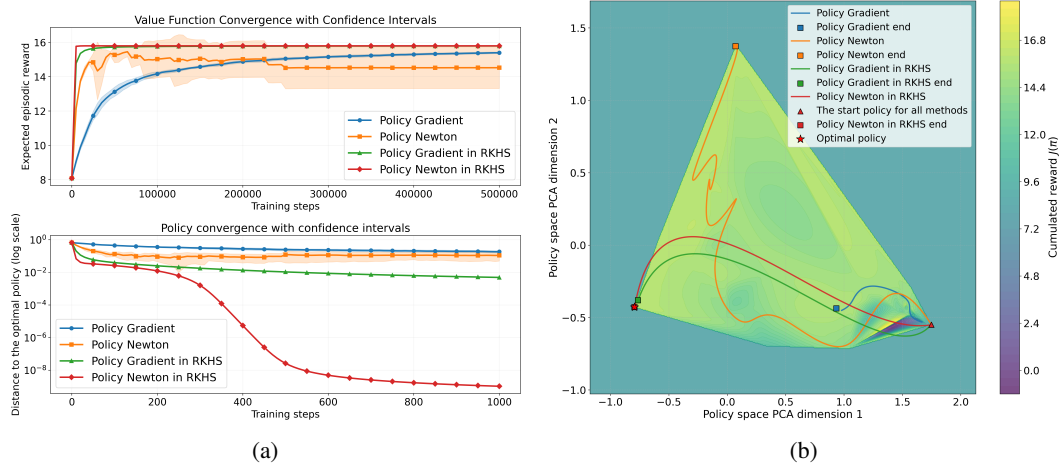 Value Function Convergence with Confidence Intervals
Expected episodic reward
16
14
12
10
8
Policy Gradient
Policy Newton
Policy Gradient in RKHS
Policy Newton in RKHS
0
100000
200000
300000
400000
500000
Training steps
Policy convergence with confidence intervals
Distance to the optimal policy (log scale)
10⁰
10⁻²
10⁻⁴
10⁻⁶
10⁻⁸
Policy Gradient
Policy Newton
Policy Gradient in RKHS
Policy Newton in RKHS
0
200
400
600
800
1000
Training steps
(a)
Policy space PCA dimension 2
1.5
1.0
0.5
0.0
−0.5
−1.0
Policy Gradient
Policy Gradient end
Policy Newton
Policy Newton end
Policy Gradient in RKHS
Policy Gradient in RKHS end
Policy Newton in RKHS
The start policy for all methods
Policy Newton in RKHS end
Optimal policy
−1.0
−0.5
0.0
0.5
1.0
1.5
2.0
Policy space PCA dimension 1
16.8
14.4
12.0
9.6
7.2
4.8
2.4
0.0
Cumulated reward J(π)
(b)